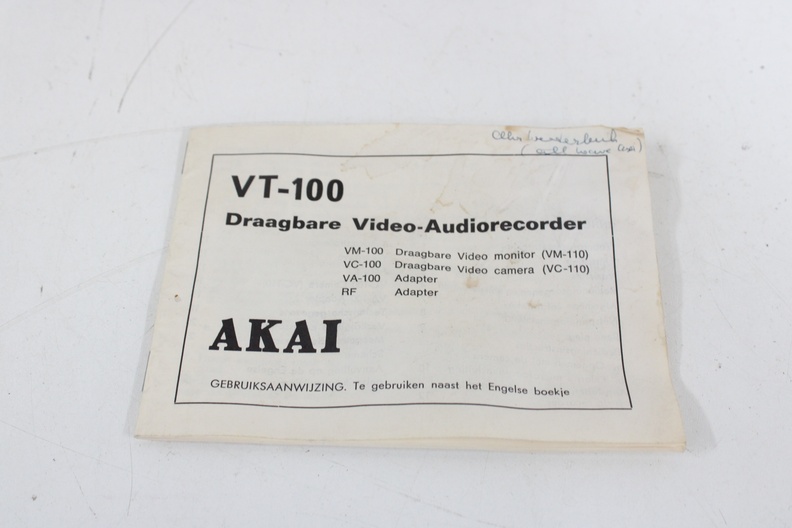 VT-100
Draagbare Video-Audiorecorder
VM-100 Draagbare Video monitor (VM-110)
VC-100 Draagbare Video camera (VC-110)
VA-100 Adapter
RF Adapter
AKAI
GEBRUIKSAANWIJZING. Te gebruiken naast het Engelse boekje